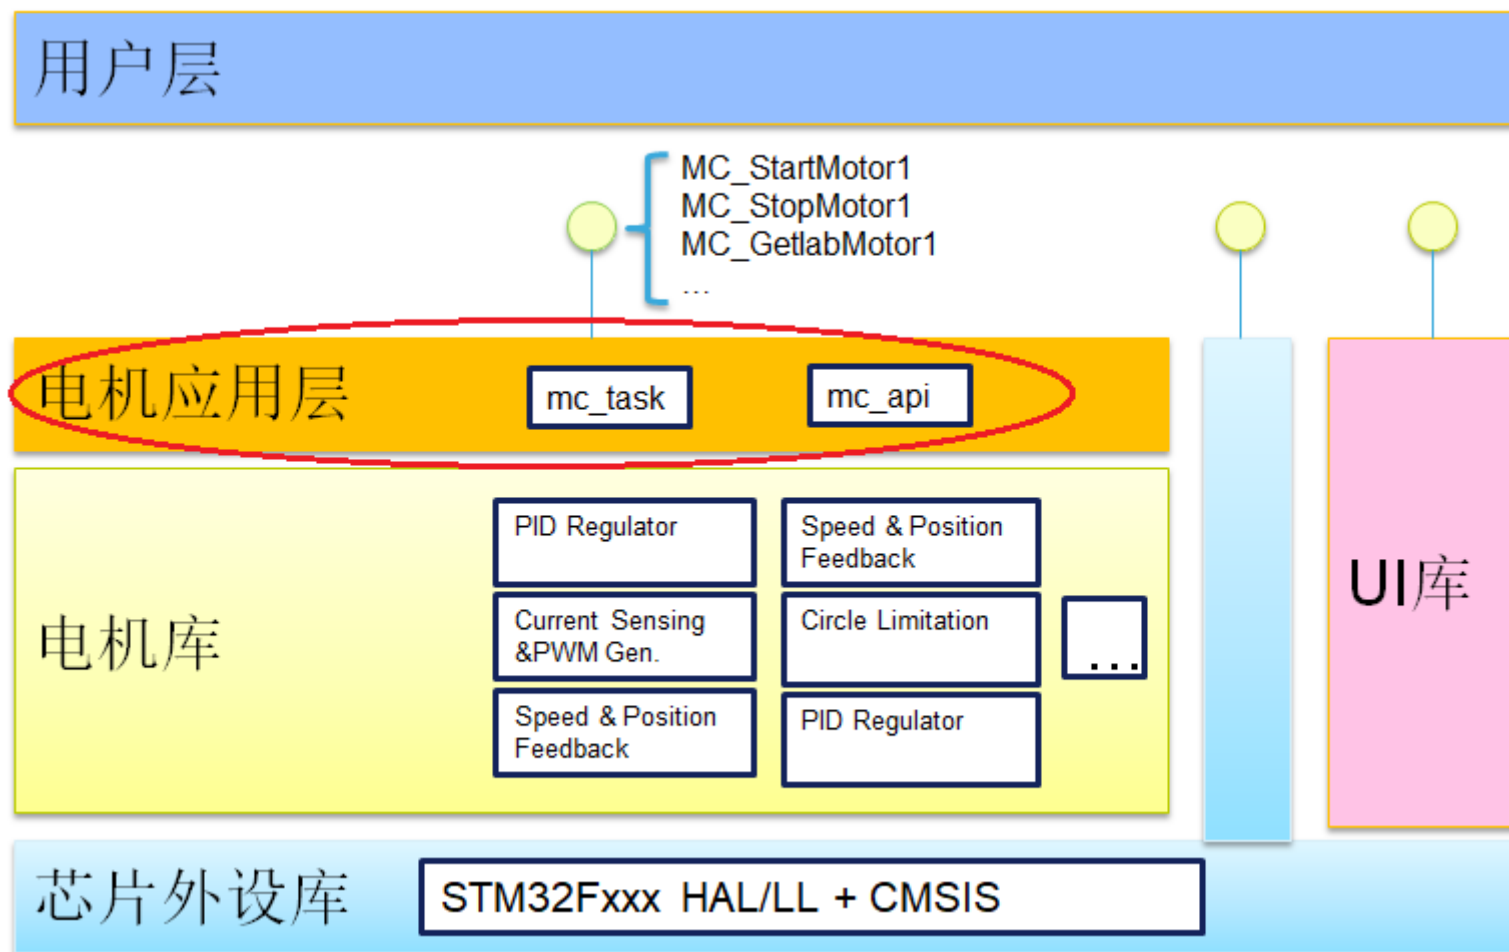 用户层
MC_StartMotor1
MC_StopMotor1
MC_GetlabMotor1
...
电机应用层
mc_task
mc_api
电机库
PID Regulator
Speed & Position
Feedback
Current Sensing
&PWM Gen.
Circle Limitation
...
Speed & Position
Feedback
PID Regulator
UI库
芯片外设库
STM32Fxxx HAL/LL + CMSIS